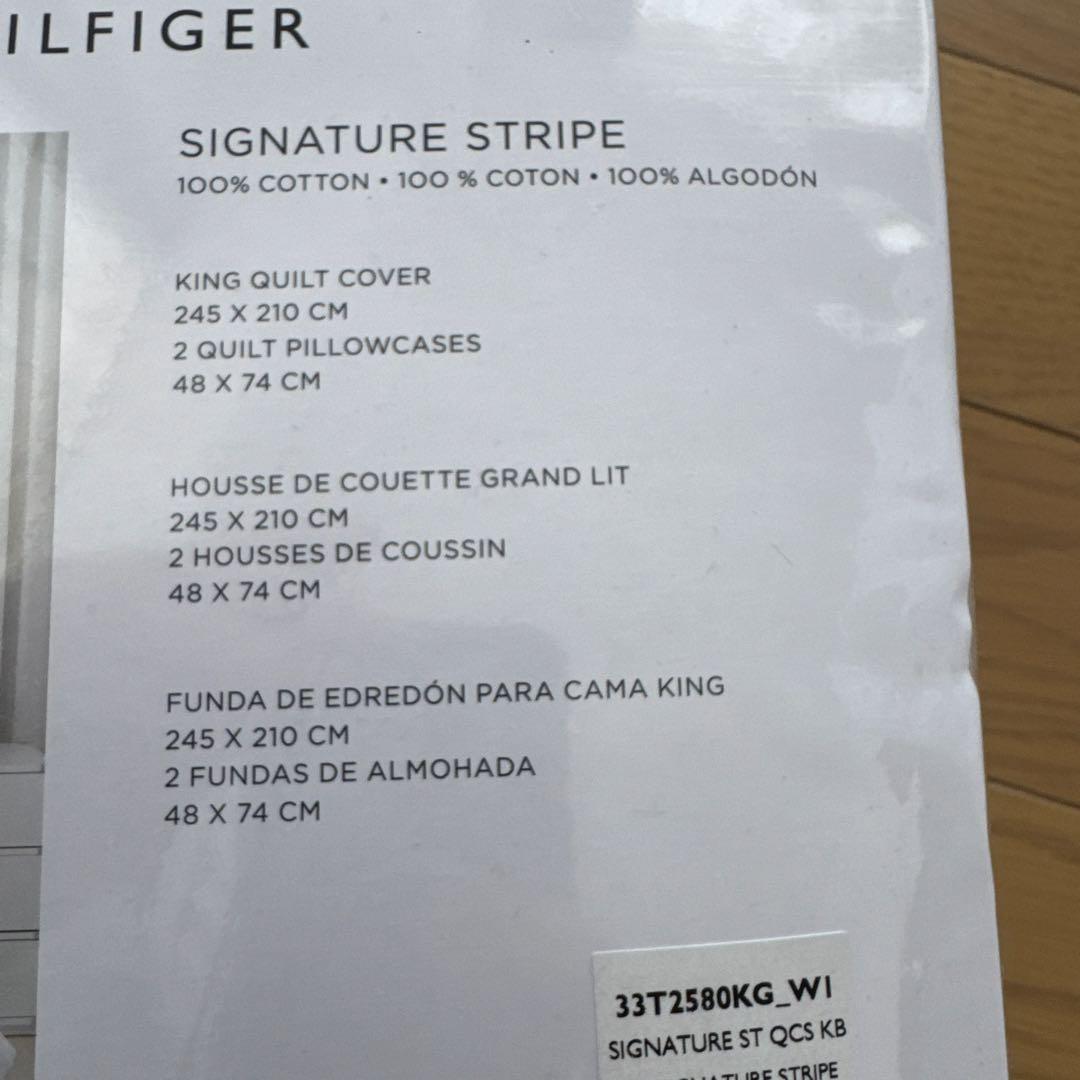 ILFIGER
SIGNATURE STRIPE
100% COTTON • 100 % COTON • 100% ALGODÓN
KING QUILT COVER
245 X 210 CM
2 QUILT PILLOWCASES
48 X 74 CM
HOUSSE DE COUETTE GRAND LIT
245 X 210 CM
2 HOUSSES DE COUSSIN
48 X 74 CM
FUNDA DE EDREDÓN PARA CAMA KING
245 X 210 CM
2 FUNDAS DE ALMOHADA
48 X 74 CM
33T2580KG_WI
SIGNATURE ST QCS KB
STRIPE